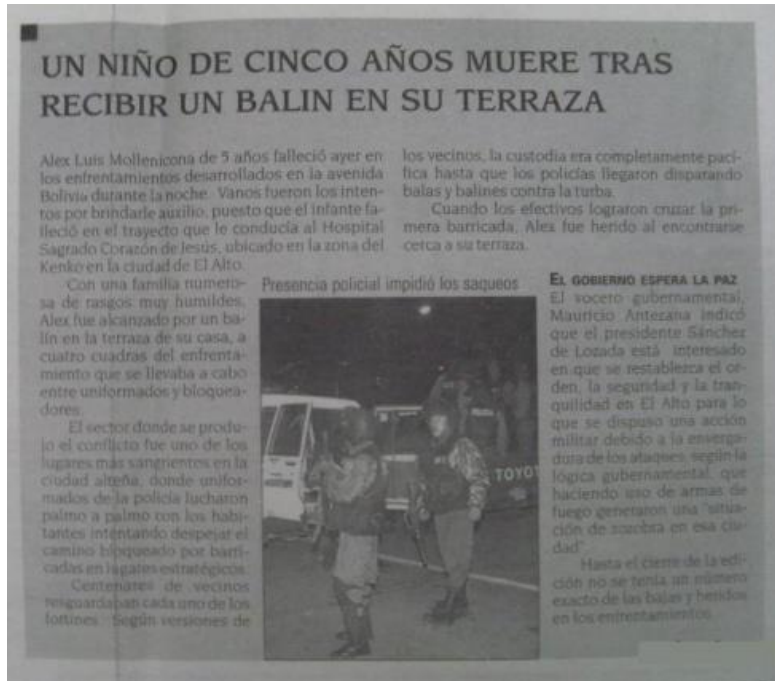 UN NIÑO DE CINCO AÑOS MUERE TRAS
RECIBIR UN BALIN EN SU TERRAZA
Alex Luis Mollenicona de 5 años falleció ayer en
los enfrentamientos desarrollados en la avenida
Bolivia durante la noche. Vanos fueron los inten-
tos por brindarle auxilio, puesto que el infante fa-
lleció en el trayecto que le conducía al Hospital
Sagrado Corazón de Jesús, ubicado en la zona del
Kenko en la ciudad de El Alto.
Con una familia numero-
sa de rasgos muy humildes,
Alex fue alcanzado por un ba-
lín en la terraza de su casa, a
cuatro cuadras del enfrenta-
miento que se llevaba a cabo
entre uniformados y bloquea-
dores.
El sector donde se produ-
jo el conflicto fue uno de los
lugares más sangrientos en la
ciudad alteña, donde unifor-
mados de la policía lucharon
palmo a palmo con los habi-
tantes intentando despejar el
camino bloqueado por barri-
cadas en lugares estratégicos.
Centenares de vecinos
resguardaban cada uno de los
fortines. Según versiones de
los vecinos, la custodia era completamente pací-
fica hasta que los policías llegaron disparando
balas y balines contra la turba.
Cuando los efectivos lograron cruzar la pri-
mera barricada, Alex fue herido al encontrarse
cerca a su terraza.
Presencia policial impidió los saqueos
TOYOT
EL GOBIERNO ESPERA LA PAZ
El vocero gubernamental,
Mauricio Antezana indicó
que el presidente Sánchez
de Lozada está interesado
en que se restablezca el or-
den, la seguridad y la tran-
quilidad en El Alto para lo
que se dispuso una acción
militar debido a la enverga-
dura de los ataques, según la
lógica gubernamental, que
haciendo uso de armas de
fuego generaron una "situa-
ción de zozobra en esa ciu-
dad".
Hasta el cierre de la edi-
ción no se tenía un número
exacto de las bajas y heridos
en los enfrentamientos.